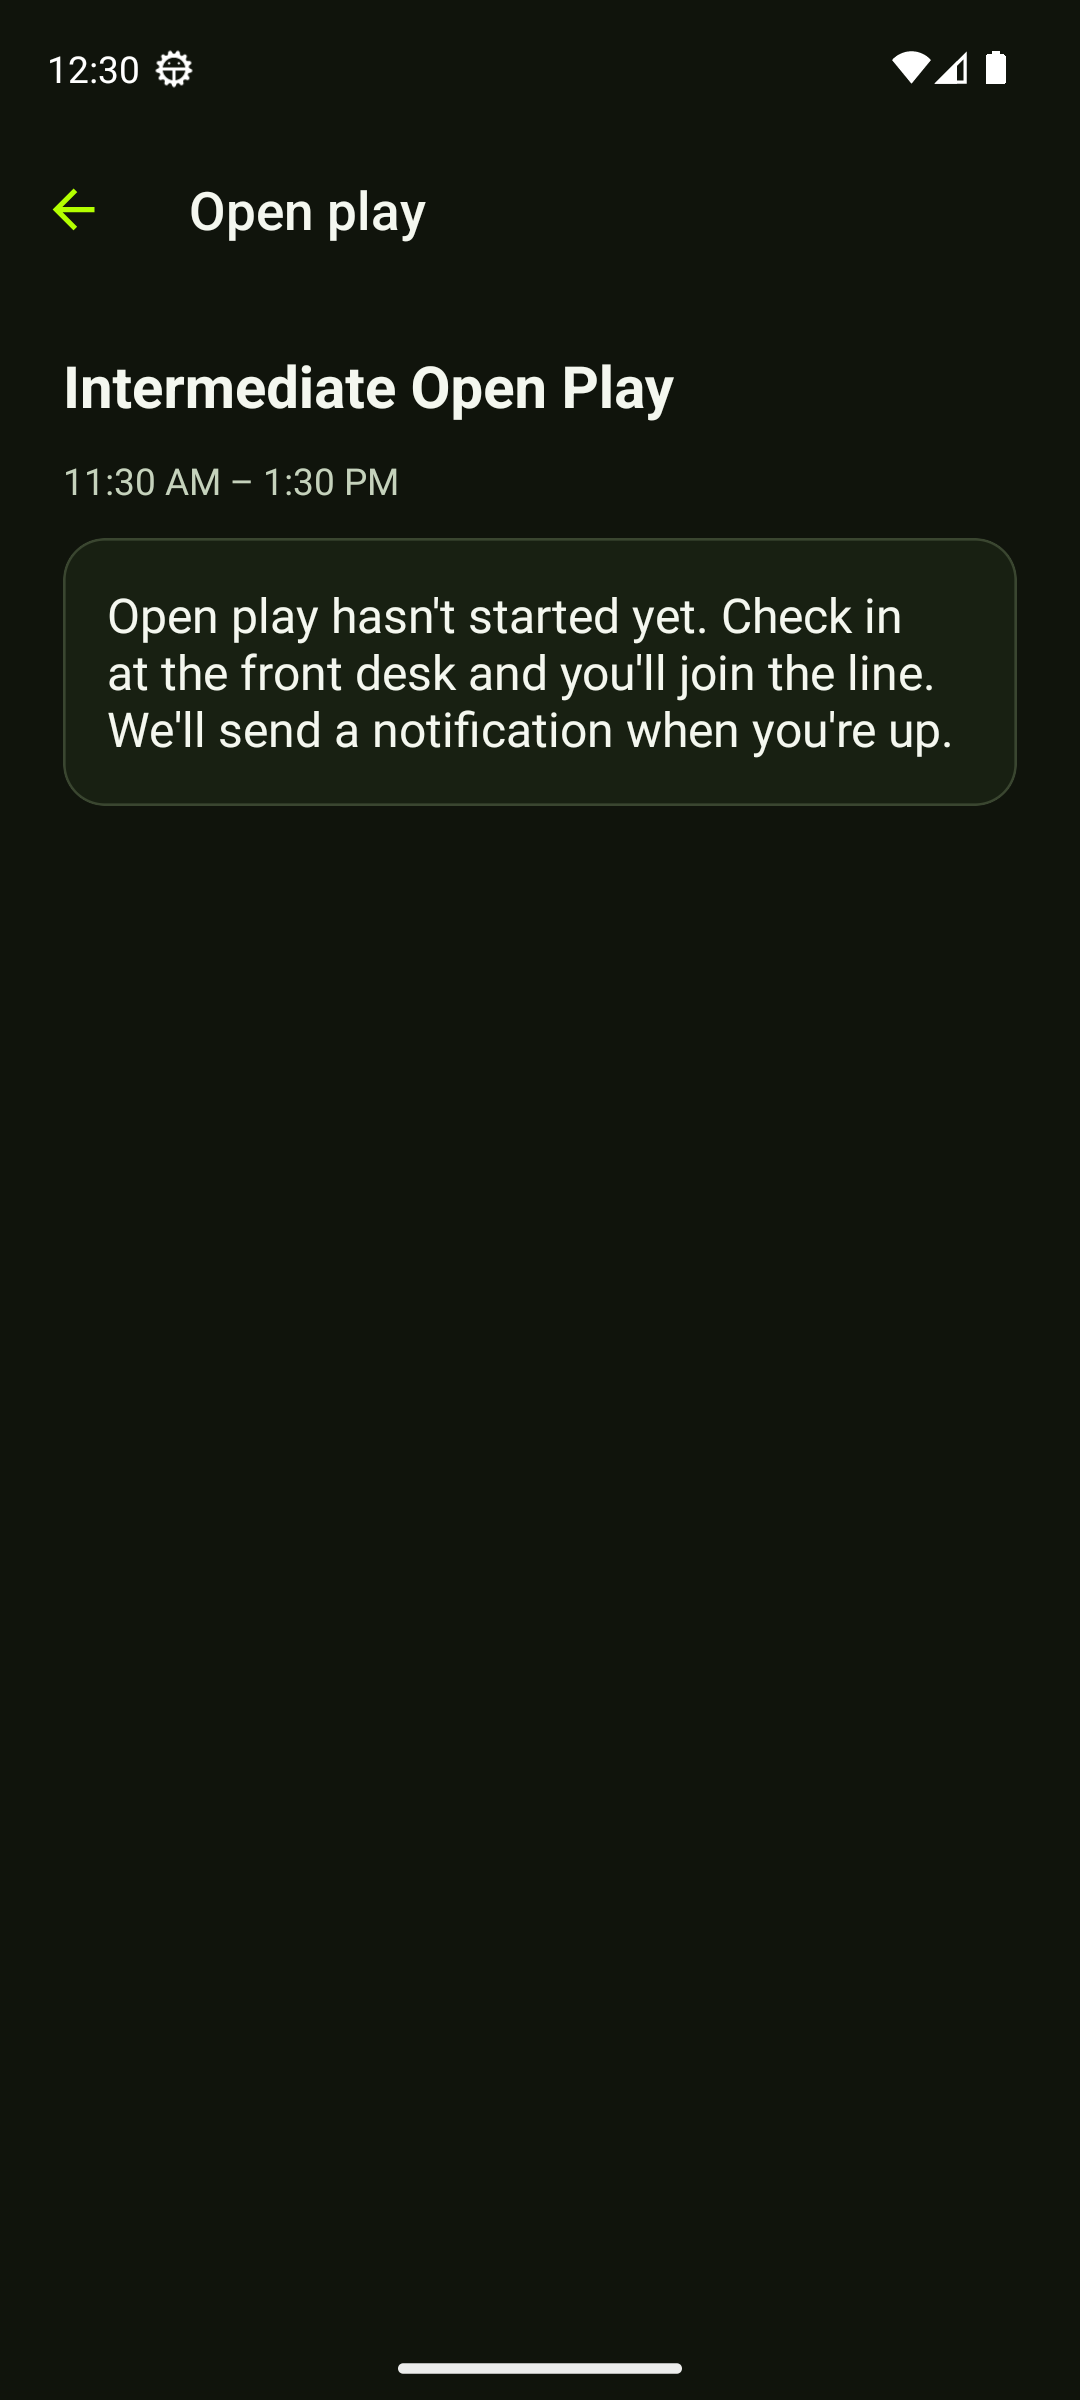 12:30
Open play
Intermediate Open Play
11:30 AM – 1:30 PM
Open play hasn't started yet. Check in
at the front desk and you'll join the line.
We'll send a notification when you're up.